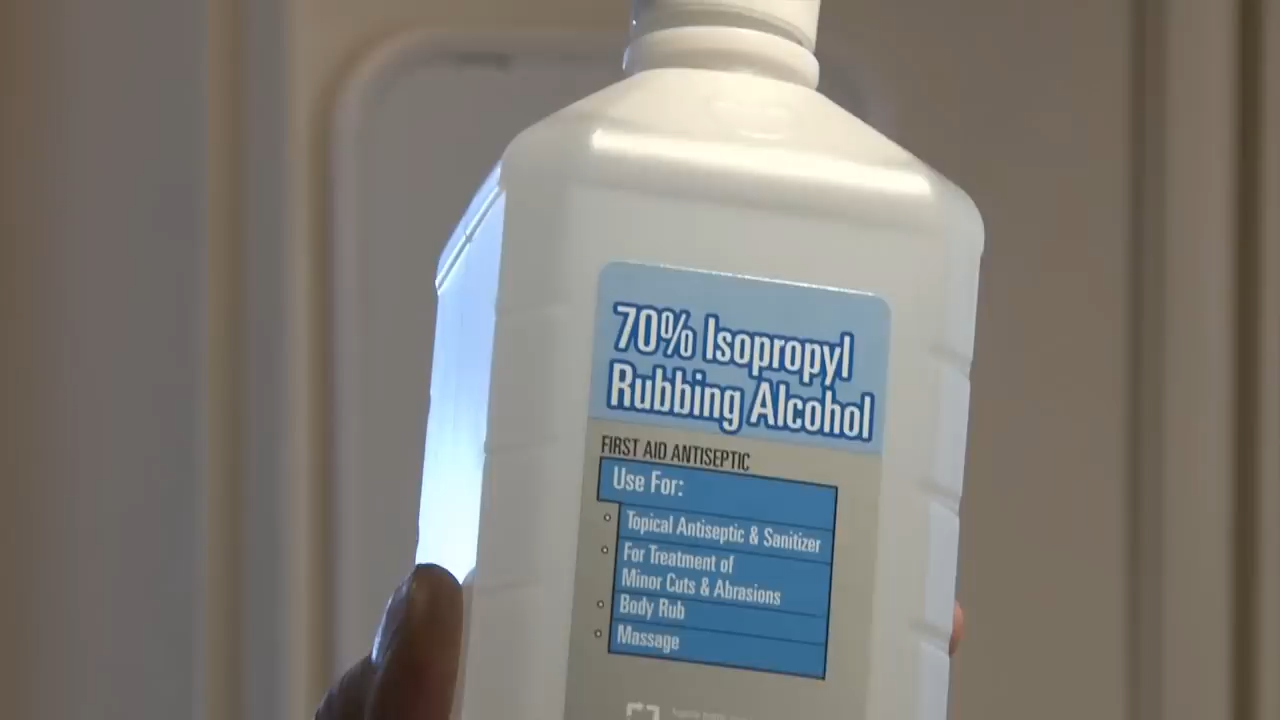 70% Isopropyl
Rubbing Alcohol
FIRST AID ANTISEPTIC
Use For:
Topical Antiseptic & Sanitizer
For Treatment of
Minor Cuts & Abrasions
Body Rub
Massage